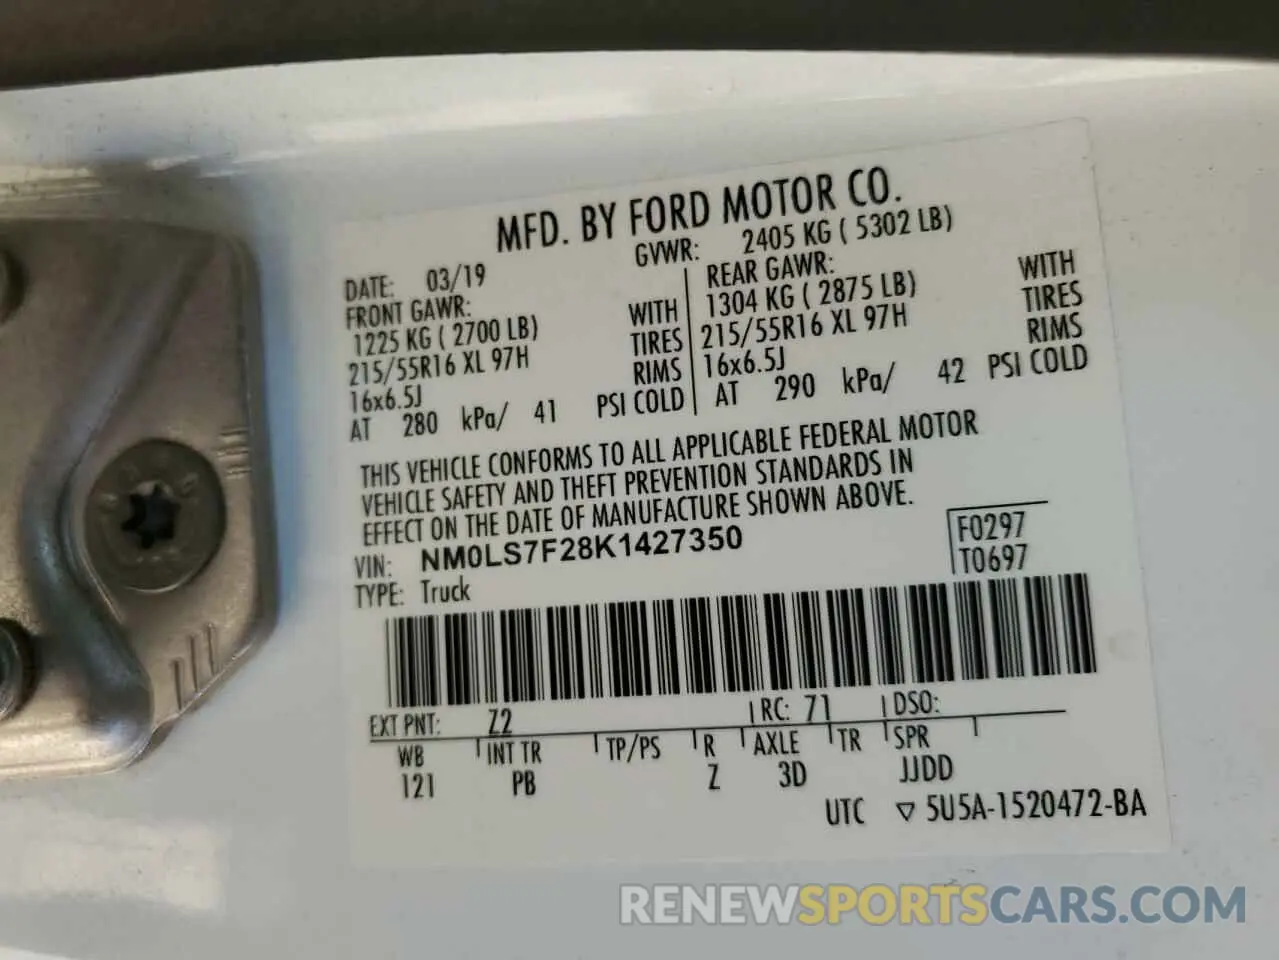 MFD. BY FORD MOTOR CO.
DATE: 03/19 GVWR: 2405 KG ( 5302 LB)
FRONT GAWR: REAR GAWR:
1225 KG ( 2700 LB) WITH 1304 KG ( 2875 LB) WITH
215/55R16 XL 97H TIRES 215/55R16 XL 97H TIRES
16x6.5J RIMS 16x6.5J RIMS
AT 280 kPa/ 41 PSI COLD AT 290 kPa/ 42 PSI COLD
THIS VEHICLE CONFORMS TO ALL APPLICABLE FEDERAL MOTOR
VEHICLE SAFETY AND THEFT PREVENTION STANDARDS IN
EFFECT ON THE DATE OF MANUFACTURE SHOWN ABOVE.
VIN: NM0LS7F28K1427350 F0297
TYPE: Truck T0697
EXT PNT: Z2 RC: 71 DSO:
WB INT TR TP/PS R AXLE TR SPR
121 PB Z 3D JJDD
UTC ▽ 5U5A-1520472-BA
RENEWSPORTSCARS.COM